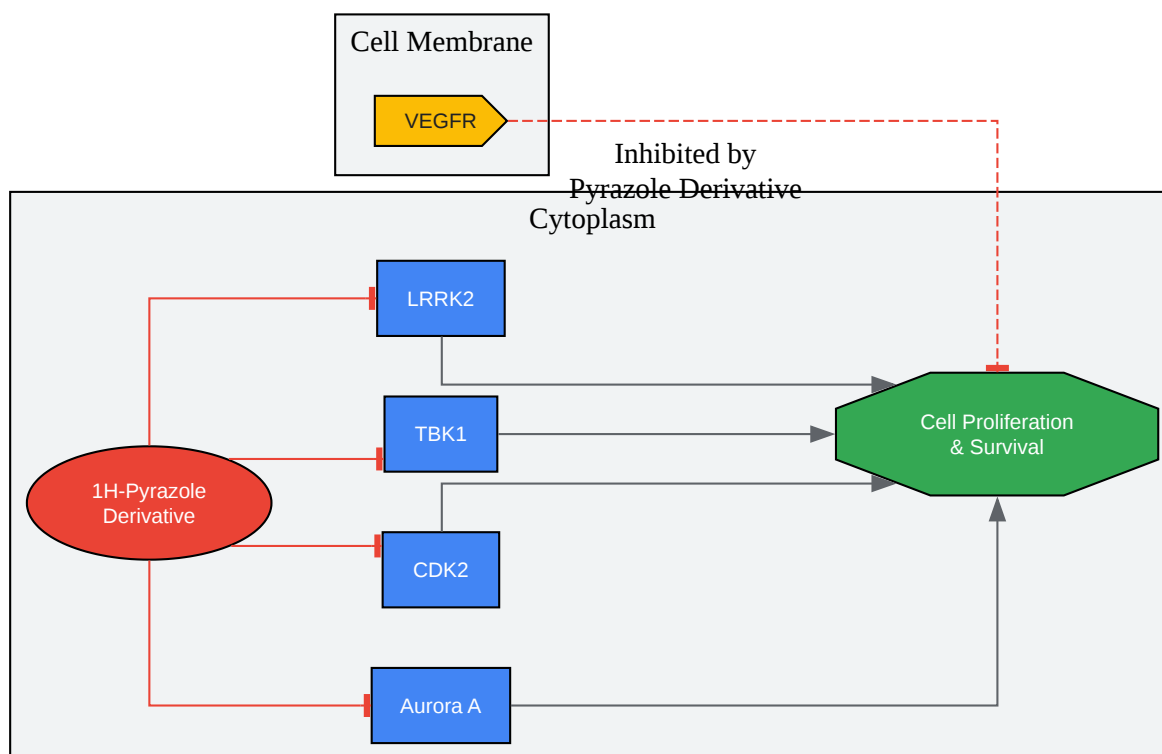 Cell Membrane
VEGFR
Inhibited by
Pyrazole Derivative
Cytoplasm
LRRK2
TBK1
Cell Proliferation
& Survival
1H-Pyrazole
Derivative
CDK2
Aurora A